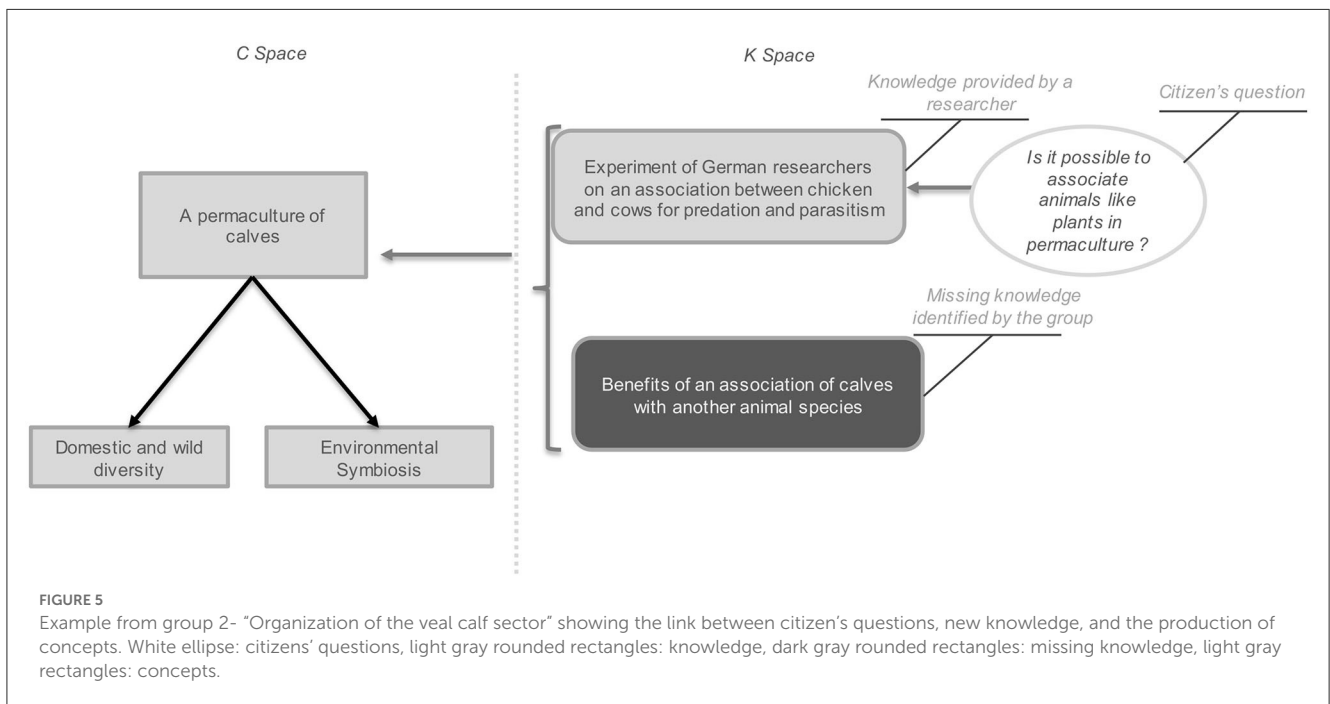 C Space
K Space
Knowledge provided by a
researcher
Citizen's question
A permaculture of
calves
Experiment of German researchers
on an association between chicken
and cows for predation and parasitism
Is it possible to
associate
animals like
plants in
permaculture ?
Missing knowledge
identified by the group
Benefits of an association of calves
with another animal species
Domestic and wild
diversity
Environmental
Symbiosis
FIGURE 5
Example from group 2- "Organization of the veal calf sector" showing the link between citizen's questions, new knowledge, and the production of
concepts. White ellipse: citizens' questions, light gray rounded rectangles: knowledge, dark gray rounded rectangles: missing knowledge, light gray
rectangles: concepts.